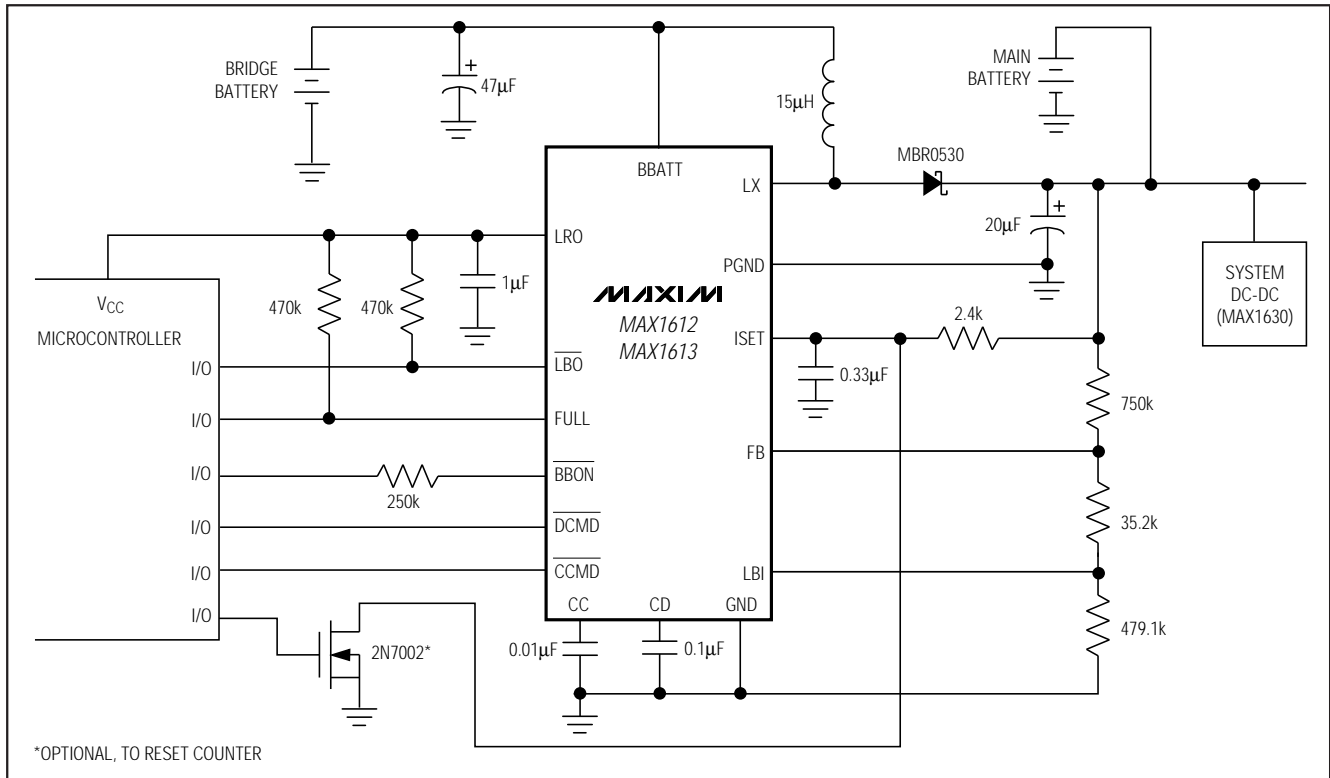 BRIDGE
BATTERY
+
47µF
15µH
MAIN
BATTERY
BBATT
LX
MBR0530
+
20µF
PGND
SYSTEM
DC-DC
(MAX1630)
LRO
1µF
470k
470k
VCC
MICROCONTROLLER
MAXIM
MAX1612
MAX1613
ISET
2.4k
0.33µF
750k
I/O
LBO
I/O
FULL
FB
I/O
250k
BBON
35.2k
I/O
DCMD
I/O
CCMD
LBI
I/O
CC
CD
GND
479.1k
2N7002*
0.01µF
0.1µF
*OPTIONAL, TO RESET COUNTER